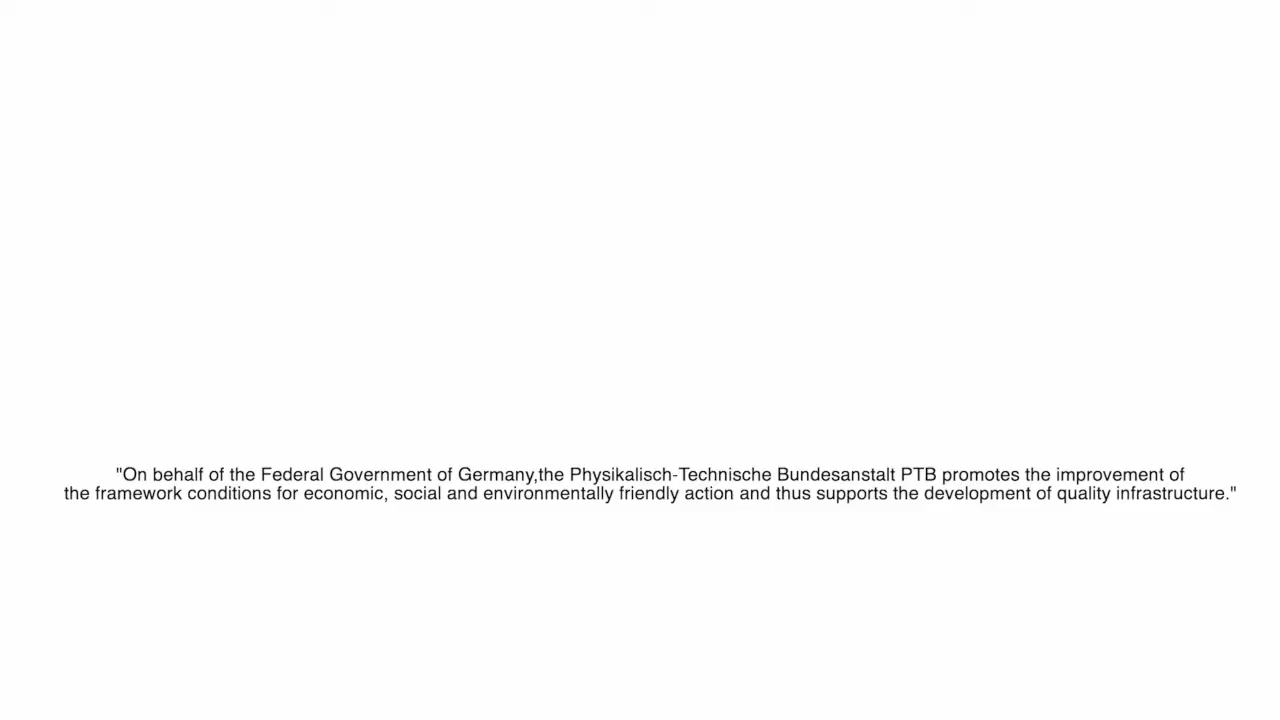 "On behalf of the Federal Government of Germany,the Physikalisch-Technische Bundesanstalt PTB promotes the improvement of
the framework conditions for economic, social and environmentally friendly action and thus supports the development of quality infrastructure."